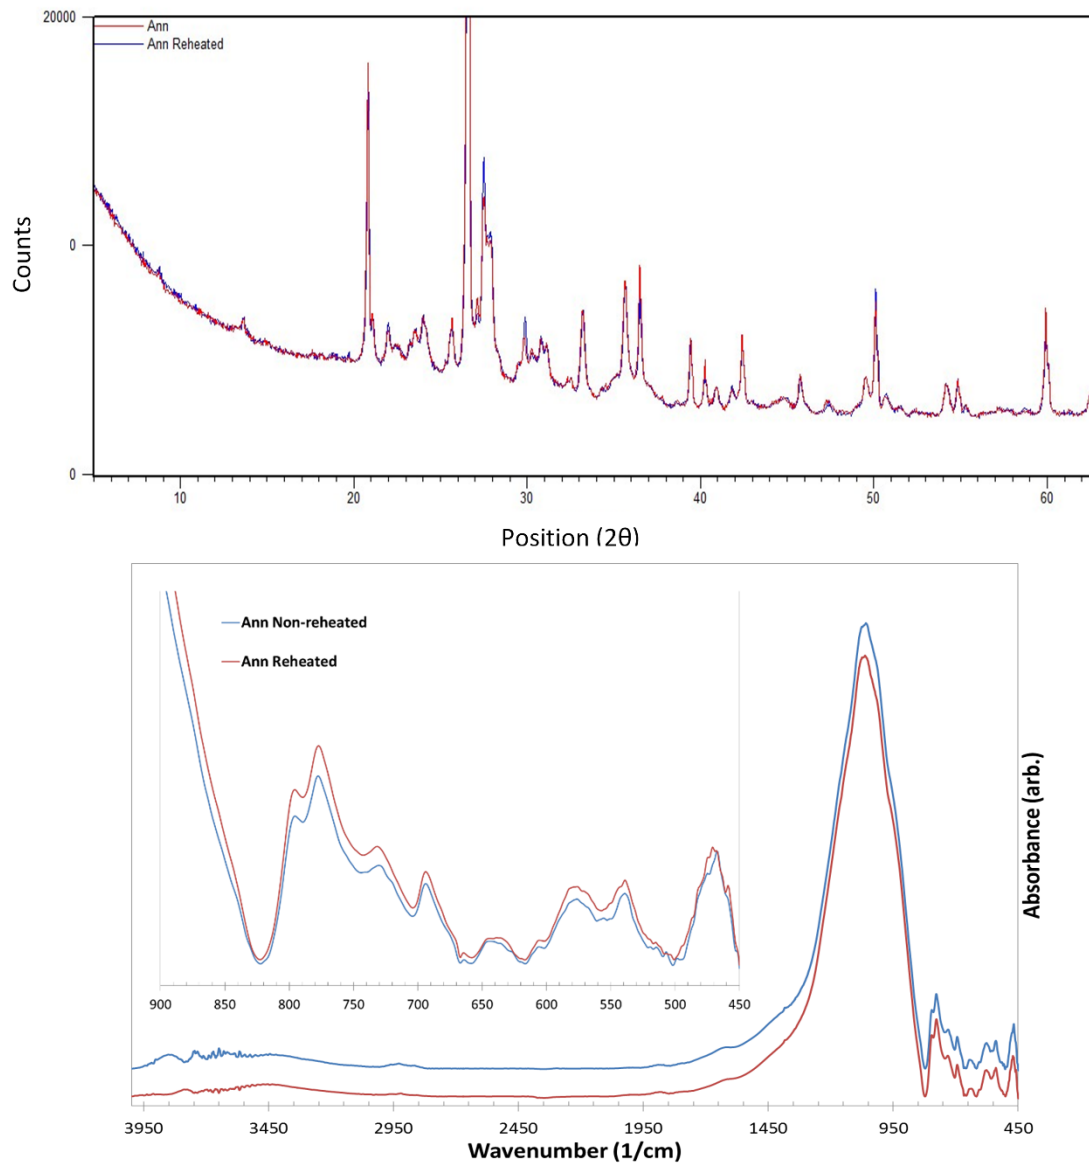 20000
Ann
Ann Reheated
Counts
0
0
10 20 30 40 50 60
Position (2θ)
Ann Non-reheated
Ann Reheated
Absorbance (arb.)
900 850 800 750 700 650 600 550 500 450
3950 3450 2950 2450 1950 1450 950 450
Wavenumber (1/cm)